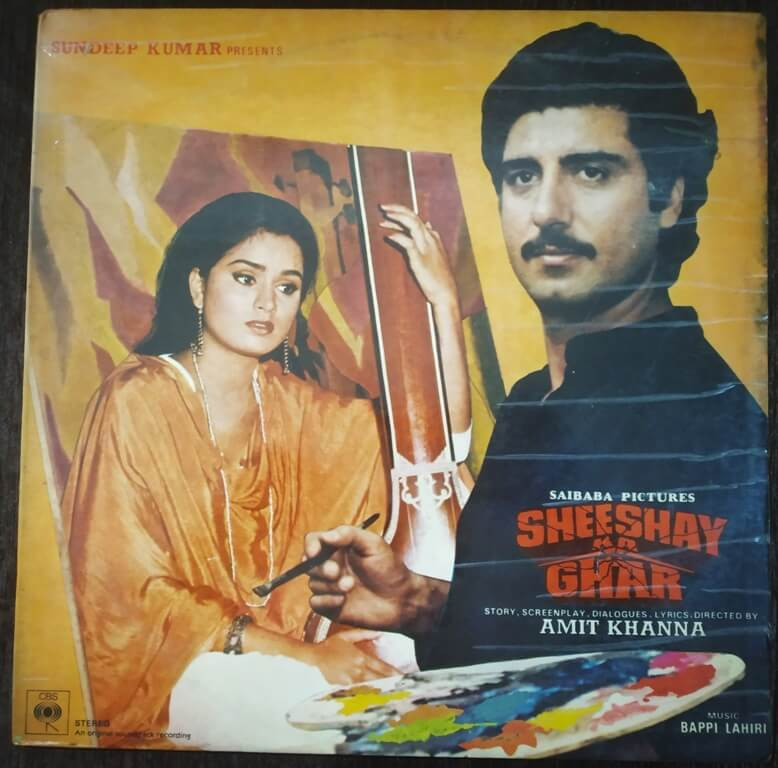 SUNDEEP KUMAR PRESENTS
SAIBABA PICTURES
SHEESHAY
KA
GHAR
STORY, SCREENPLAY, DIALOGUES, LYRICS, DIRECTED BY
AMIT KHANNA
CBS
STEREO
An original soundtrack recording
MUSIC
BAPPI LAHIRI